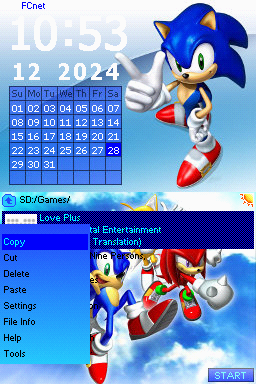 FCnet
10:53
12 2024
Su Mo Tu We Th Fr Sa
01 02 03 04 05 06 07
08 09 10 11 12 13 14
15 16 17 18 19 20 21
22 23 24 25 26 27 28
29 30 31
SD:/Games/
Love Plus
tal Entertainment
Translation)
Nine Persons,
es
Copy
Cut
Delete
Paste
Settings
File Info
Help
Tools
START